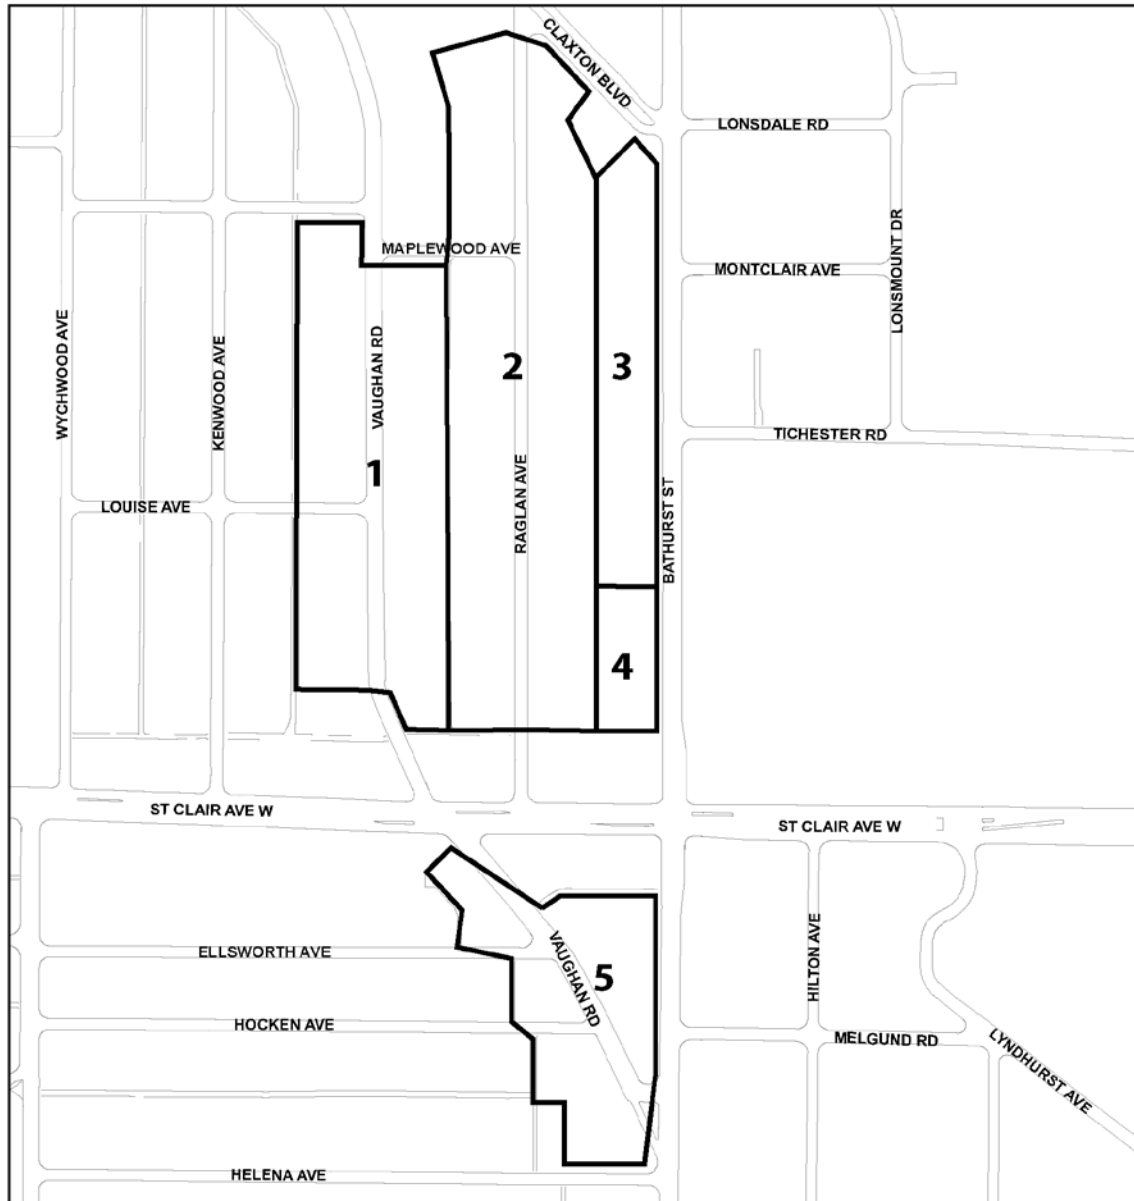 CLAXTON BLVD
LONSDALE RD
MAPLEWOOD AVE
MONTCLAIR AVE
LONSMOUNT DR
WYCHWOOD AVE
KENWOOD AVE
VAUGHAN RD
2
3
TICHESTER RD
1
LOUISE AVE
RAGLAN AVE
BATHURST ST
4
ST CLAIR AVE W
ST CLAIR AVE W
ELLSWORTH AVE
VAUGHAN RD
5
HILTON AVE
HOCKEN AVE
MELGUND RD
LYNDHURST AVE
HELENA AVE